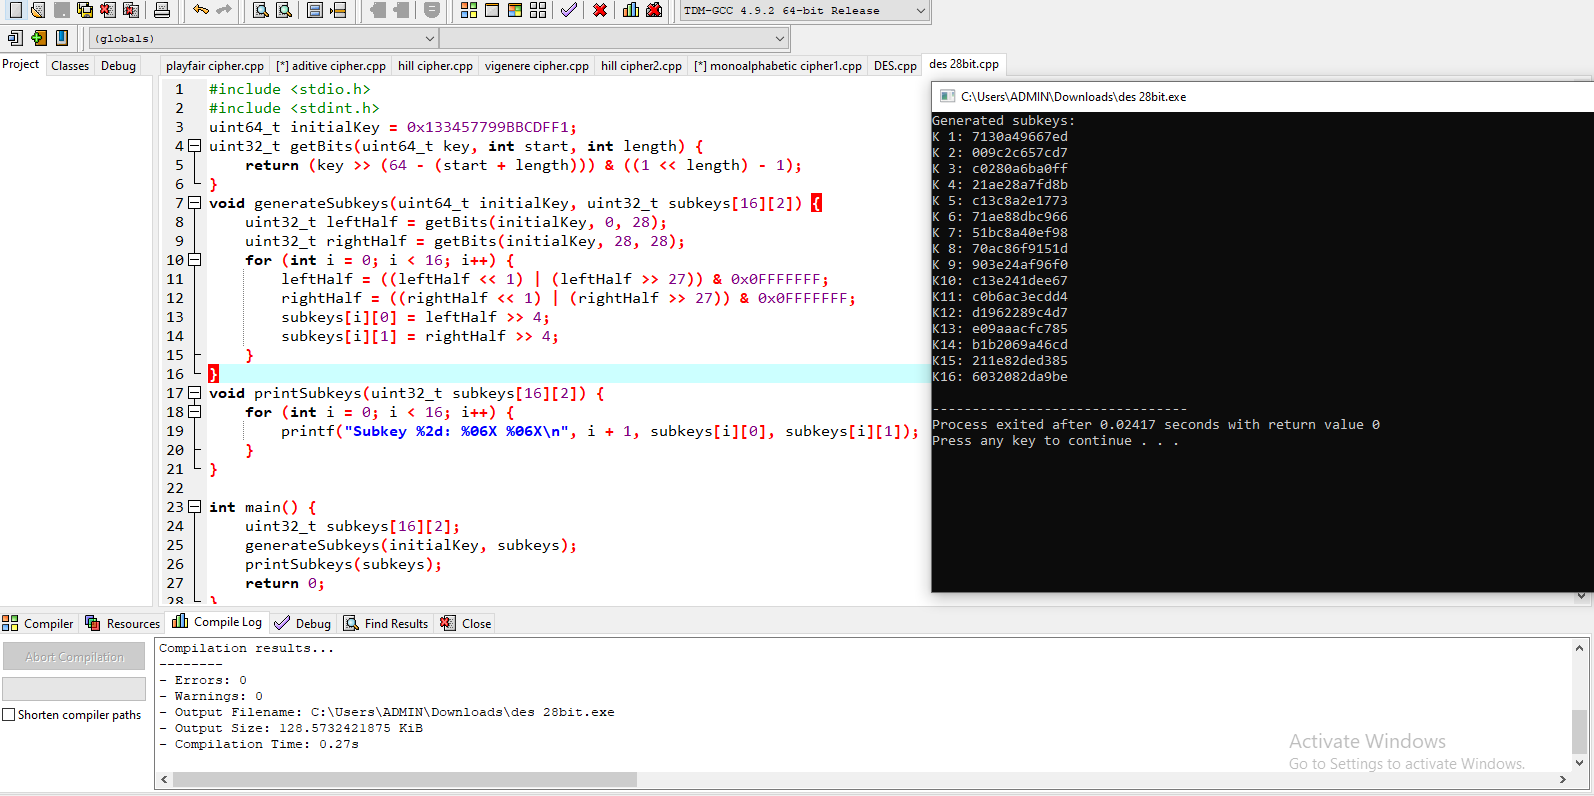 TDM-GCC 4.9.2 64-bit Release
(globals)
Project Classes Debug
playfair cipher.cpp [*] aditive cipher.cpp hill cipher.cpp vigenere cipher.cpp hill cipher2.cpp [*] monoalphabetic cipher1.cpp DES.cpp des 28bit.cpp
1 #include <stdio.h>
2 #include <stdint.h>
3 uint64_t initialKey = 0x133457799BBCDFF1;
4 uint32_t getBits(uint64_t key, int start, int length) {
5 return (key >> (64 - (start + length))) & ((1 << length) - 1);
6 }
7 void generateSubkeys(uint64_t initialKey, uint32_t subkeys[16][2]) {
8 uint32_t leftHalf = getBits(initialKey, 0, 28);
9 uint32_t rightHalf = getBits(initialKey, 28, 28);
10 for (int i = 0; i < 16; i++) {
11 leftHalf = ((leftHalf << 1) | (leftHalf >> 27)) & 0x0FFFFFFF;
12 rightHalf = ((rightHalf << 1) | (rightHalf >> 27)) & 0x0FFFFFFF;
13 subkeys[i][0] = leftHalf >> 4;
14 subkeys[i][1] = rightHalf >> 4;
15 }
16 }
17 void printSubkeys(uint32_t subkeys[16][2]) {
18 for (int i = 0; i < 16; i++) {
19 printf("Subkey %2d: %06X %06X\n", i + 1, subkeys[i][0], subkeys[i][1]);
20 }
21 }
22
23 int main() {
24 uint32_t subkeys[16][2];
25 generateSubkeys(initialKey, subkeys);
26 printSubkeys(subkeys);
27 return 0;
28 }
C:\Users\ADMIN\Downloads\des 28bit.exe
Generated subkeys:
K 1: 7130a49667ed
K 2: 009c2c657cd7
K 3: c0280a6ba0ff
K 4: 21ae28a7fd8b
K 5: c13c8a2e1773
K 6: 71ae88dbc966
K 7: 51bc8a40ef98
K 8: 70ac86f9151d
K 9: 903e24af96f0
K10: c13e241dee67
K11: c0b6ac3ecdd4
K12: d1962289c4d7
K13: e09aaacfc785
K14: b1b2069a46cd
K15: 211e82ded385
K16: 6032082da9be
--------------------------------
Process exited after 0.02417 seconds with return value 0
Press any key to continue . . .
Compiler Resources Compile Log Debug Find Results Close
Abort Compilation
Shorten compiler paths
Compilation results...
--------
- Errors: 0
- Warnings: 0
- Output Filename: C:\Users\ADMIN\Downloads\des 28bit.exe
- Output Size: 128.5732421875 KiB
- Compilation Time: 0.27s
Activate Windows
Go to Settings to activate Windows.